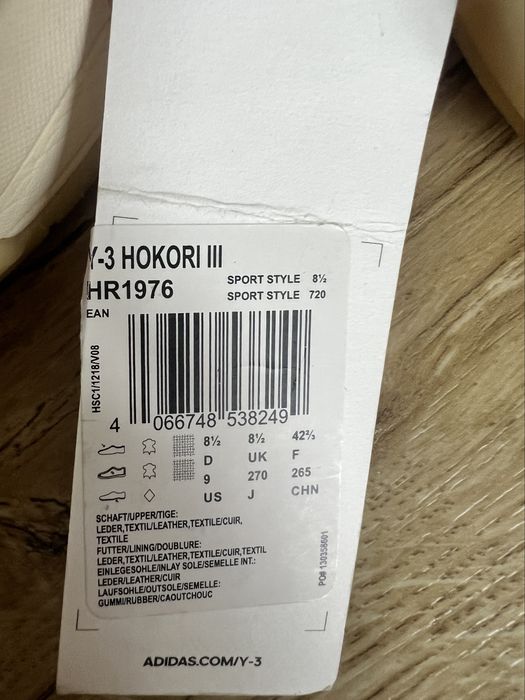 Y-3 HOKORI III
HR1976
SPORT STYLE 8½
SPORT STYLE 720
EAN
HSC1/1218/V08
4 066748 538249
8½ 8½ 42⅔
D UK F
9 270 265
US J CHN
SCHAFT/UPPER/TIGE:
LEDER,TEXTIL/LEATHER,TEXTILE/CUIR,
TEXTILE
FUTTER/LINING/DOUBLURE:
LEDER,TEXTIL/LEATHER,TEXTILE/CUIR,TEXTIL
EINLEGESOHLE/INLAY SOLE/SEMELLE INT.:
LEDER/LEATHER/CUIR
LAUFSOHLE/OUTSOLE/SEMELLE:
GUMMI/RUBBER/CAOUTCHOUC
PO# 130358601
ADIDAS.COM/Y-3